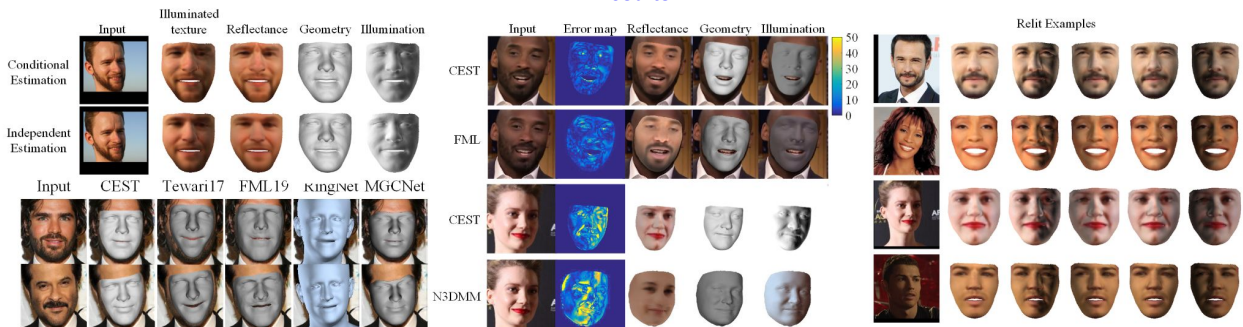 Input
Illuminated
texture
Reflectance
Geometry
Illumination
Conditional
Estimation
Independent
Estimation
Input
CEST
Tewari17
FML19
RingNet
MGCNet
Input
Error map
Reflectance
Geometry
Illumination
CEST
FML
CEST
N3DMM
50
40
30
20
10
0
Relit Examples